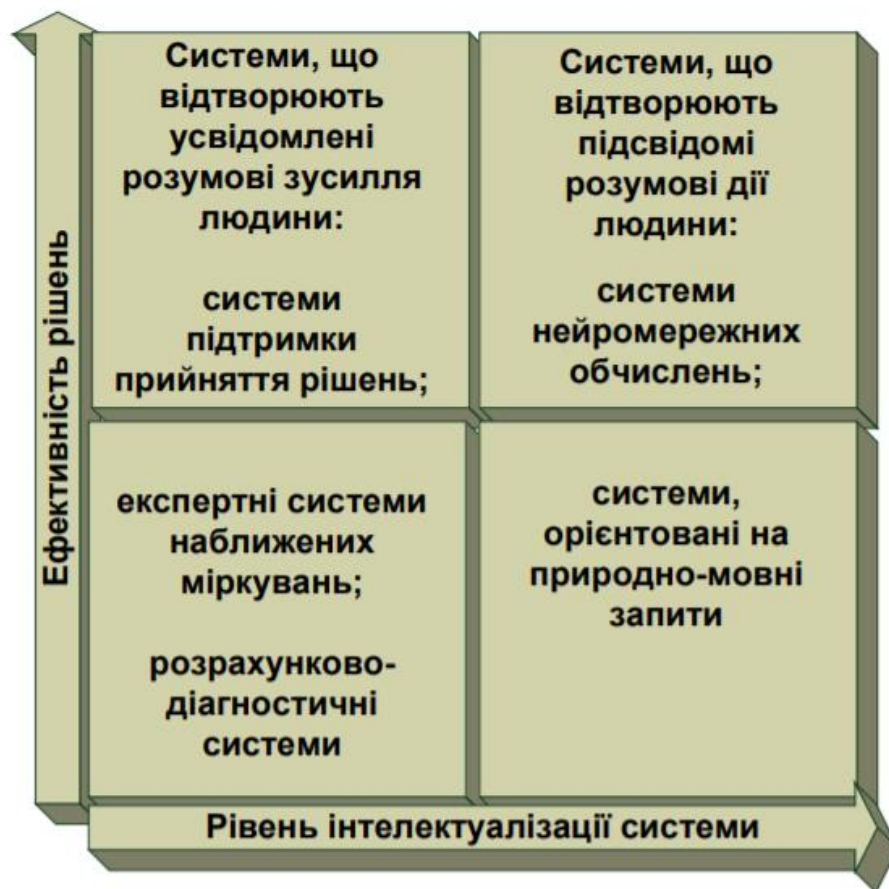 Ефективність рішень
Системи, що
відтворюють
усвідомлені
розумові зусилля
людини:
системи
підтримки
прийняття рішень;
Системи, що
відтворюють
підсвідомі
розумові дії
людини:
системи
нейромережних
обчислень;
експертні системи
наближених
міркувань;
розрахунково-
діагностичні
системи
системи,
орієнтовані на
природно-мовні
запити
Рівень інтелектуалізації системи